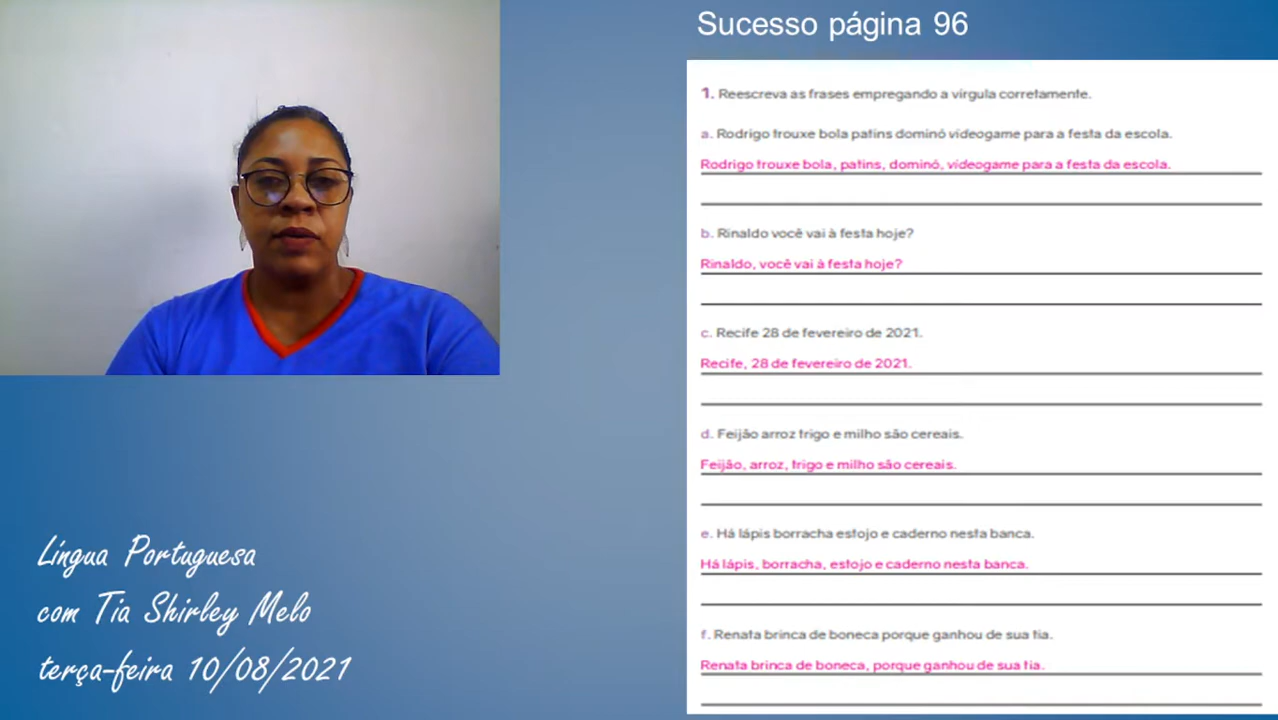 Sucesso página 96
1. Reescreva as frases empregando a vírgula corretamente.
a. Rodrigo trouxe bola patins dominó videogame para a festa da escola.
Rodrigo trouxe bola, patins, dominó, videogame para a festa da escola.
b. Rinaldo você vai à festa hoje?
Rinaldo, você vai à festa hoje?
c. Recife 28 de fevereiro de 2021.
Recife, 28 de fevereiro de 2021.
d. Feijão arroz trigo e milho são cereais.
Feijão, arroz, trigo e milho são cereais.
e. Há lápis borracha estojo e caderno nesta banca.
Há lápis, borracha, estojo e caderno nesta banca.
f. Renata brinca de boneca porque ganhou de sua tia.
Renata brinca de boneca, porque ganhou de sua tia.
Língua Portuguesa
com Tia Shirley Melo
terça-feira 10/08/2021